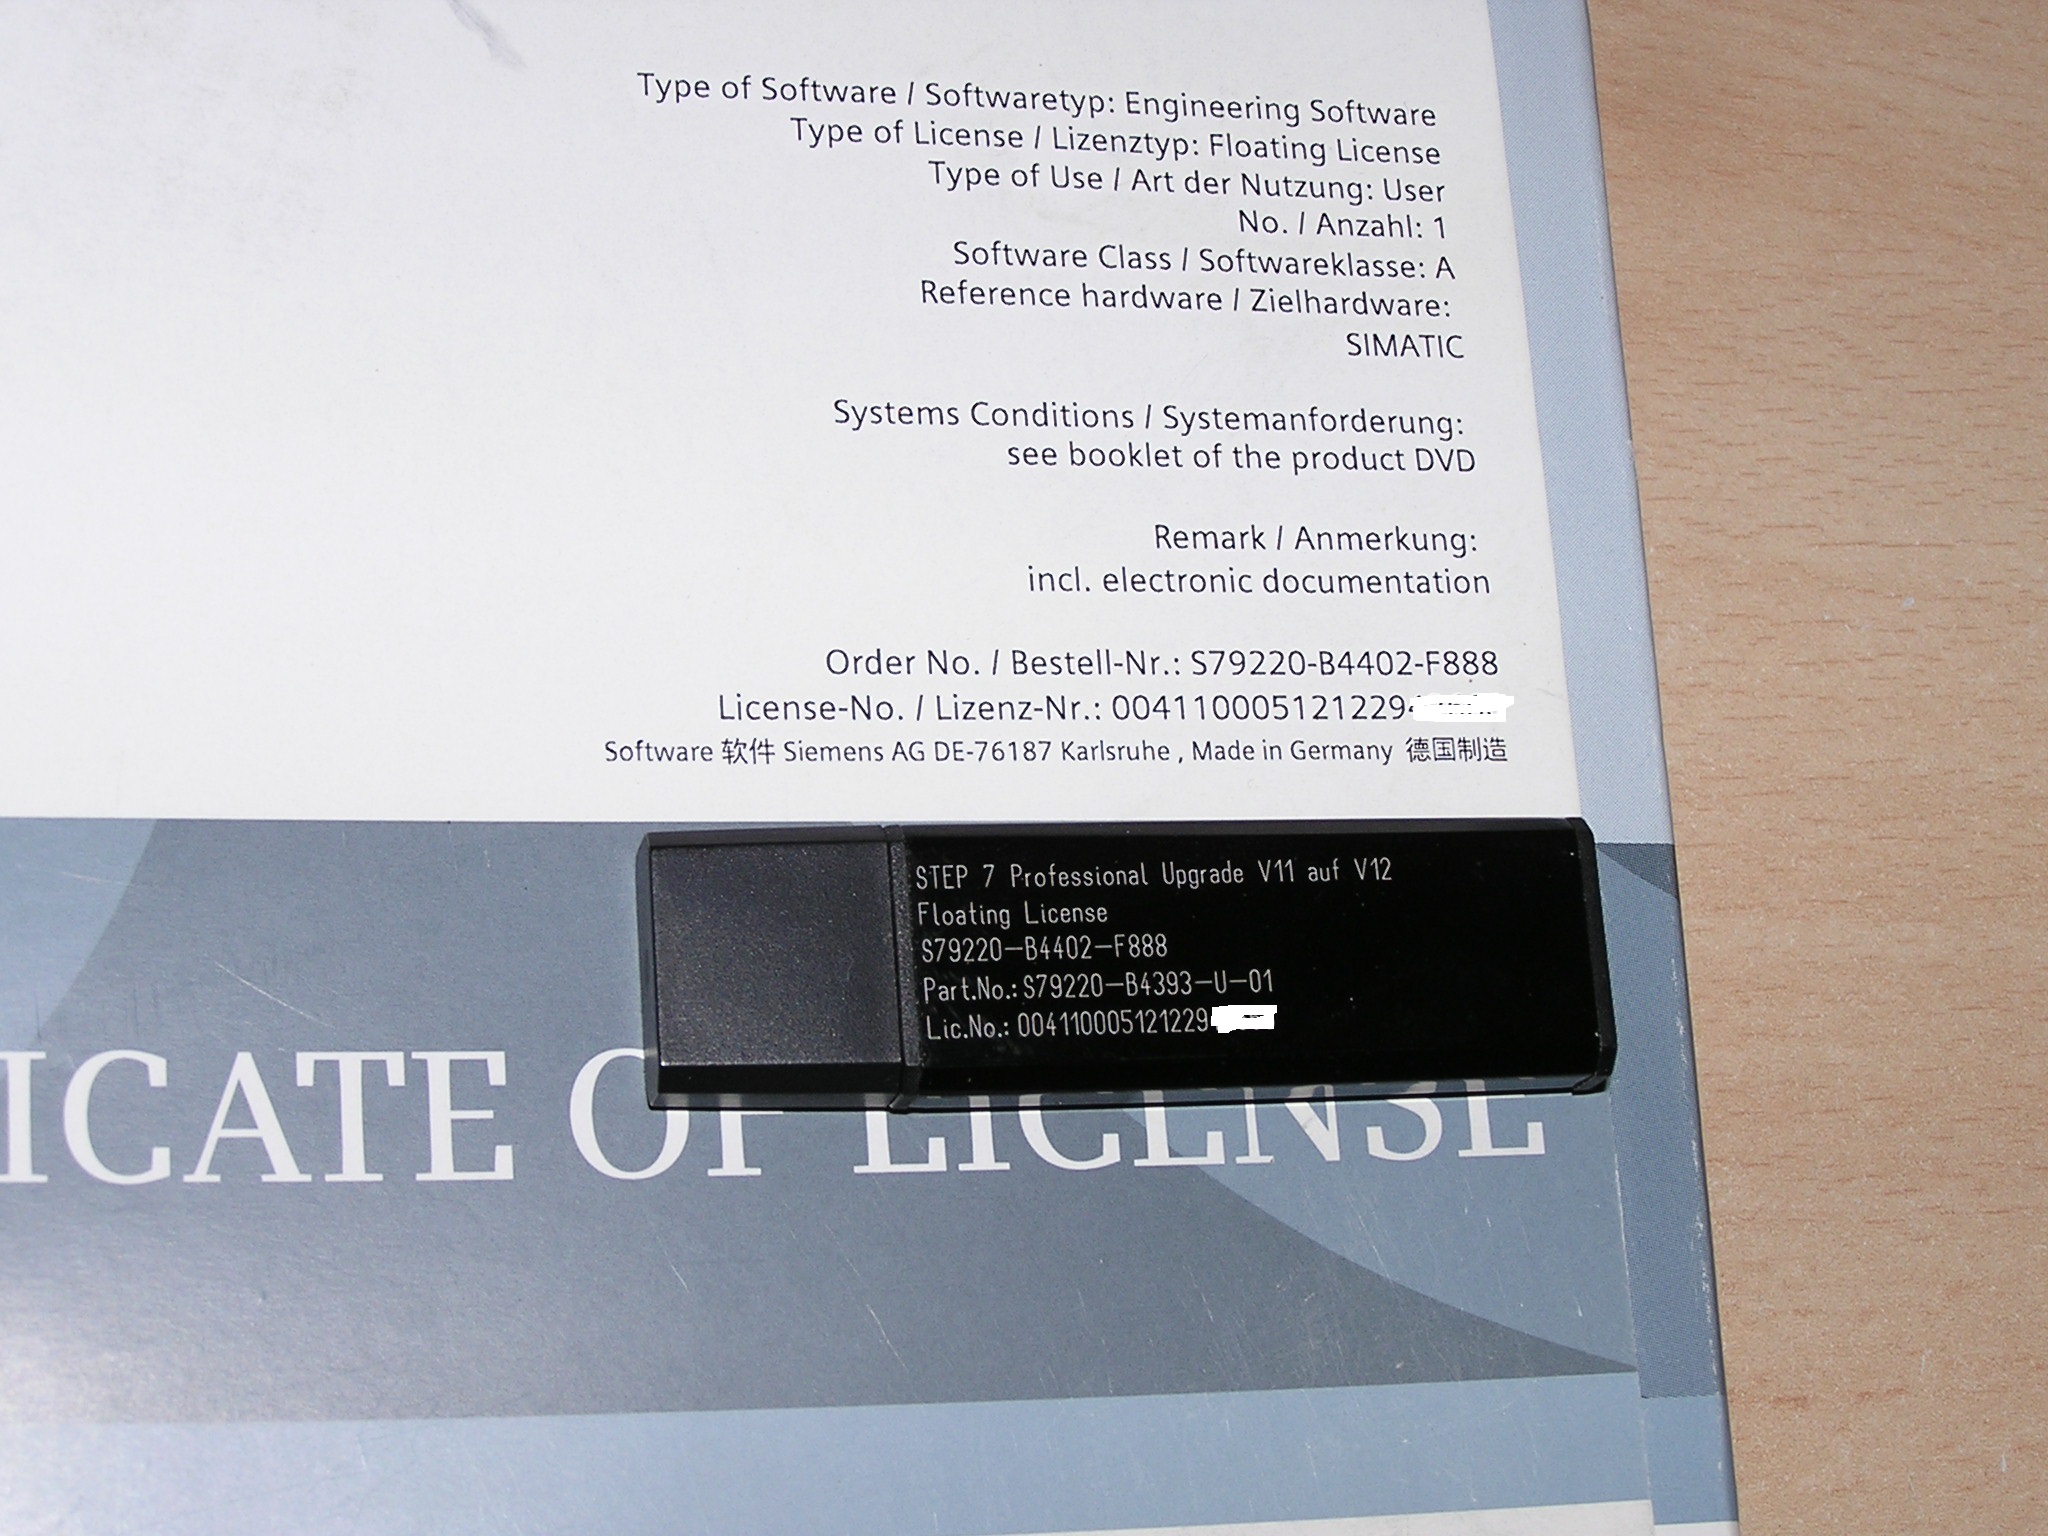 Type of Software / Softwaretyp: Engineering Software
Type of License / Lizenztyp: Floating License
Type of Use / Art der Nutzung: User
No. / Anzahl: 1
Software Class / Softwareklasse: A
Reference hardware / Zielhardware:
SIMATIC
Systems Conditions / Systemanforderung:
see booklet of the product DVD
Remark / Anmerkung:
incl. electronic documentation
Order No. / Bestell-Nr.: S79220-B4402-F888
License-No. / Lizenz-Nr.: 004110005121229
Software 软件 Siemens AG DE-76187 Karlsruhe , Made in Germany 德国制造
STEP 7 Professional Upgrade V11 auf V12
Floating License
S79220-B4402-F888
Part.No.: S79220-B4393-U-01
Lic.No.: 004110005121229
ICATE OF LICENSE